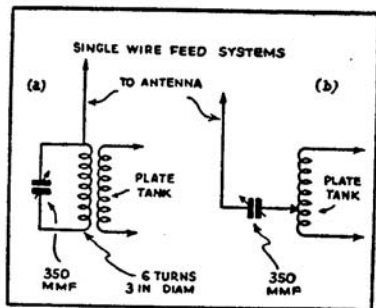 SINGLE WIRE FEED SYSTEMS
(a)
TO ANTENNA
(b)
PLATE
TANK
350
MMF
6 TURNS
3 IN DIAM
PLATE
TANK
350
MMF